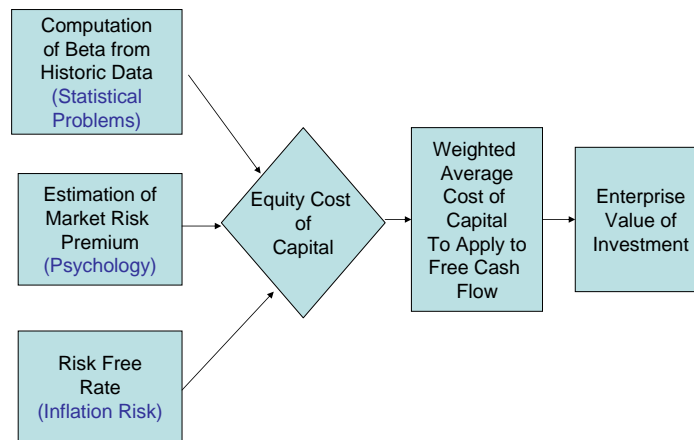 Computation
of Beta from
Historic Data
(Statistical
Problems)
Estimation of
Market Risk
Premium
(Psychology)
Risk Free
Rate
(Inflation Risk)
Equity Cost
of
Capital
Weighted
Average
Cost of
Capital
To Apply to
Free Cash
Flow
Enterprise
Value of
Investment